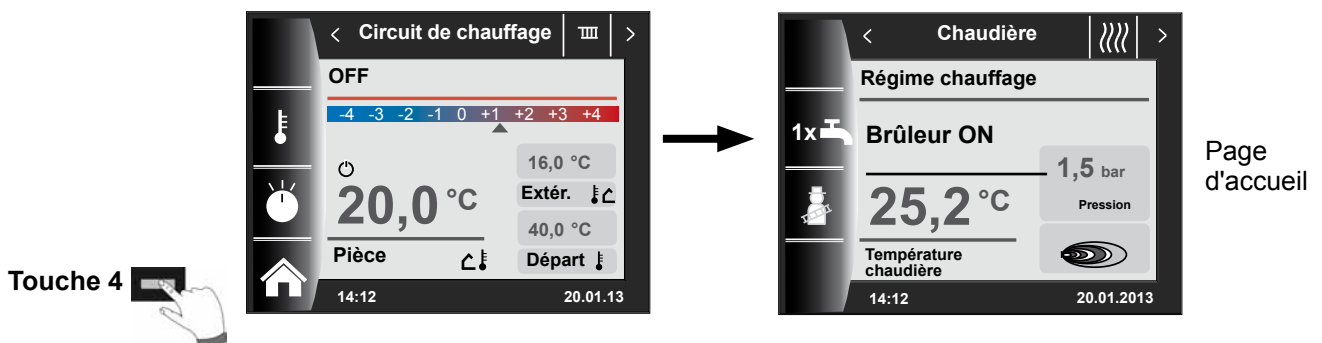 Touche 4
< Circuit de chauffage >
OFF
-4 -3 -2 -1 0 +1 +2 +3 +4
16,0 °C
Extér.
20,0 °C
40,0 °C
Pièce
Départ
14:12 20.01.13
< Chaudière >
Régime chauffage
1x
Brûleur ON
1,5 bar
Pression
25,2 °C
Température
chaudière
14:12 20.01.2013
Page
d'accueil